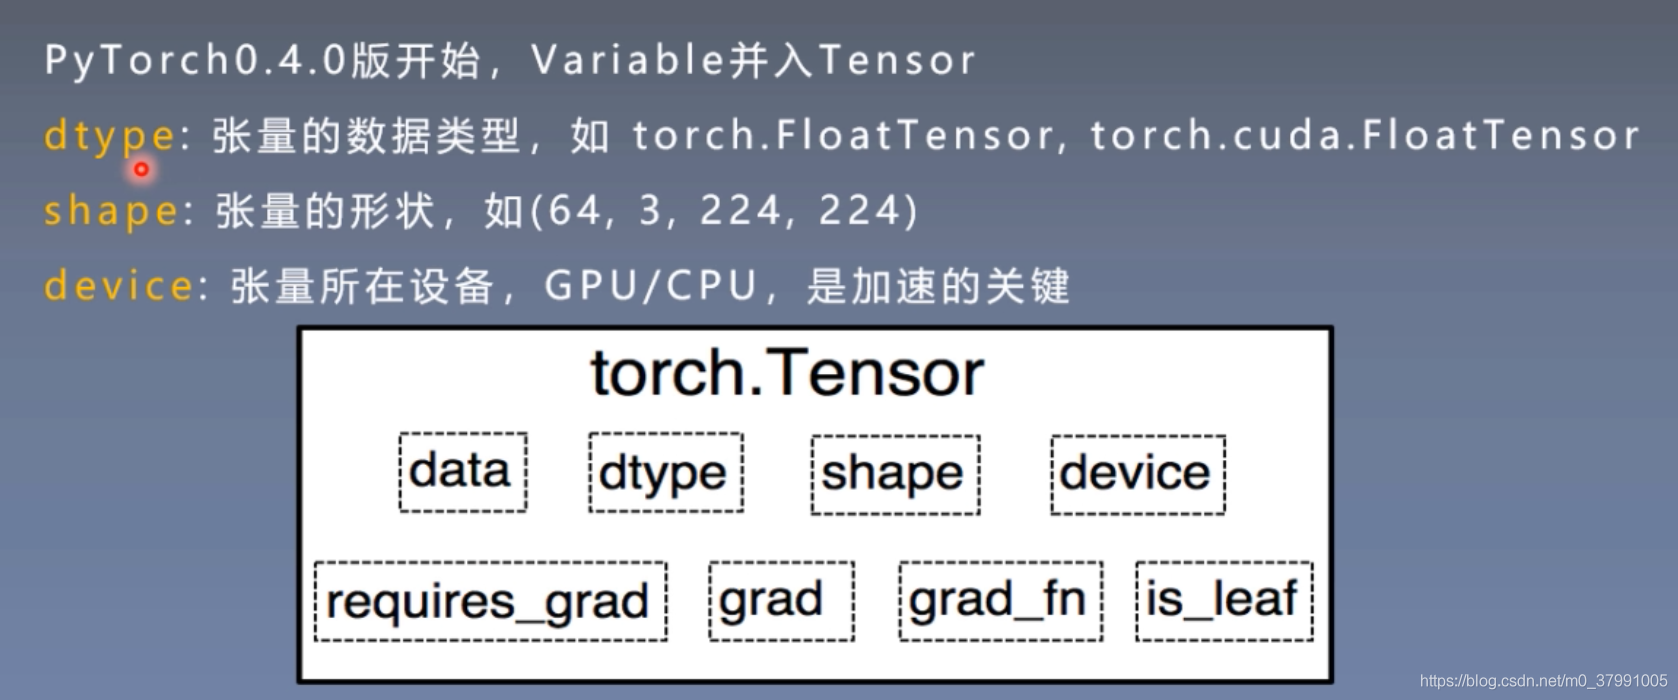 PyTorch0.4.0版开始，Variable并入Tensor
dtype: 张量的数据类型，如 torch.FloatTensor, torch.cuda.FloatTensor
shape: 张量的形状，如(64, 3, 224, 224)
device: 张量所在设备，GPU/CPU，是加速的关键
torch.Tensor
data dtype shape device
requires_grad grad grad_fn is_leaf
https://blog.csdn.net/m0_37991005